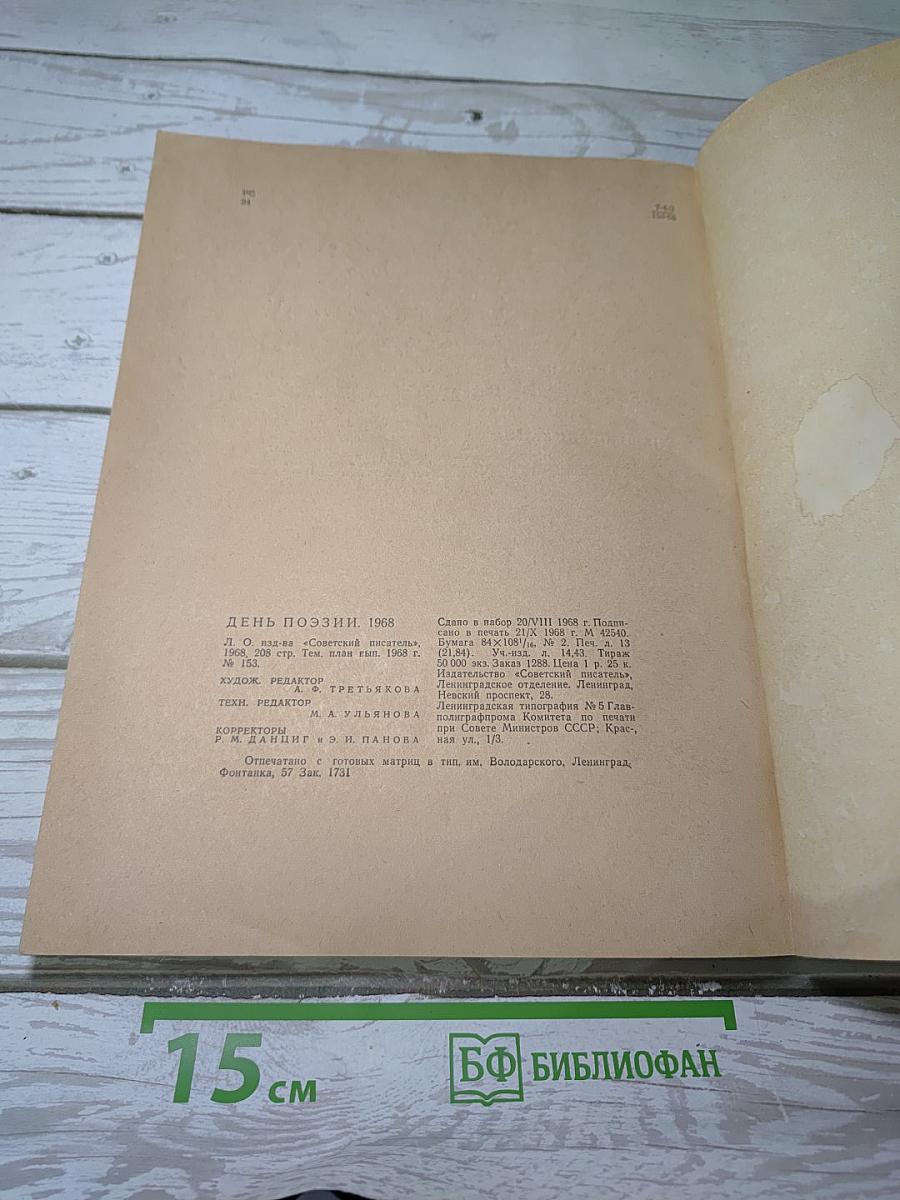 РС
Л
7-4-2
ДЕНЬ ПОЭЗИИ. 1968
Л. О. изд-ва «Советский писатель»,
1968, 208 стр. Тем. план вып. 1968 г.
№ 153.
ХУДОЖ. РЕДАКТОР
А. Ф. ТРЕТЬЯКОВА
ТЕХН. РЕДАКТОР
М. А. УЛЬЯНОВА
КОРРЕКТОРЫ
Р. М. ДАНЦИГ и Э. И. ПАНОВА
Сдано в набор 20/VIII 1968 г. Подпи-
сано в печать 21/X 1968 г. М 42540.
Бумага 84×108¹/₁₆, № 2. Печ. л. 13
(21,84). Уч.-изд. л. 14,43. Тираж
50 000 экз. Заказ 1288. Цена 1 р. 25 к.
Издательство «Советский писатель»,
Ленинградское отделение. Ленинград,
Невский проспект, 28.
Ленинградская типография № 5 Глав-
полиграфпрома Комитета по печати
при Совете Министров СССР; Крас-
ная ул., 1/3.
Отпечатано с готовых матриц в тип. им, Володарского, Ленинград,
Фонтанка, 57 Зак. 1731
15 см
БФ БИБЛИОФАН